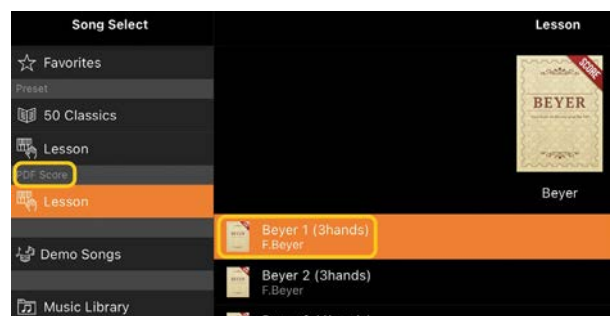 Song Select
Lesson
Favorites
Preset
50 Classics
Lesson
PDF Score
Lesson
Demo Songs
Music Library
SCORE
BEYER
Beyer
Beyer 1 (3hands)
F.Beyer
Beyer 2 (3hands)
F.Beyer